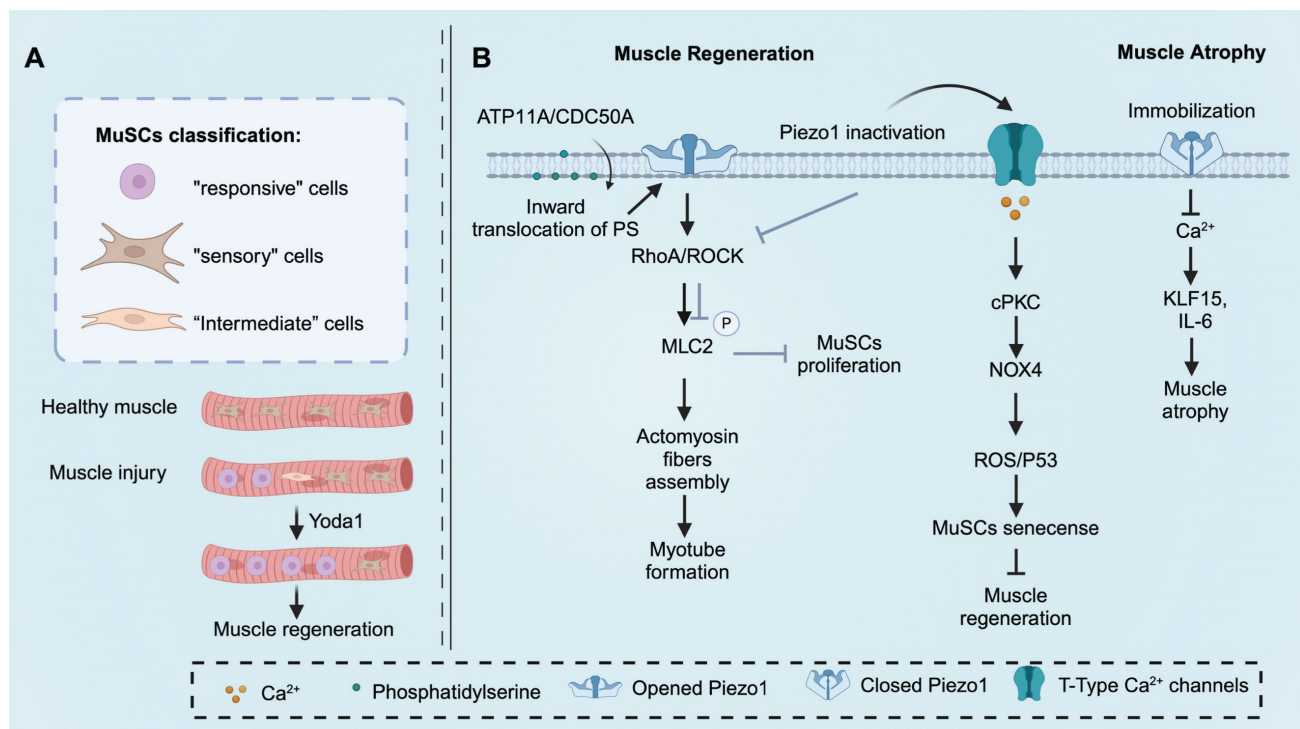 A
MuSCs classification:
"responsive" cells
"sensory" cells
“Intermediate” cells
Healthy muscle
Muscle injury
Yoda1
Muscle regeneration
B
Muscle Regeneration
Muscle Atrophy
ATP11A/CDC50A
Piezo1 inactivation
Immobilization
Inward
translocation of PS
RhoA/ROCK
P
MLC2
MuSCs
proliferation
Actomyosin
fibers
assembly
Myotube
formation
cPKC
NOX4
ROS/P53
MuSCs senecense
Muscle
regeneration
Ca²⁺
KLF15,
IL-6
Muscle
atrophy
Ca²⁺
Phosphatidylserine
Opened Piezo1
Closed Piezo1
T-Type Ca²⁺ channels